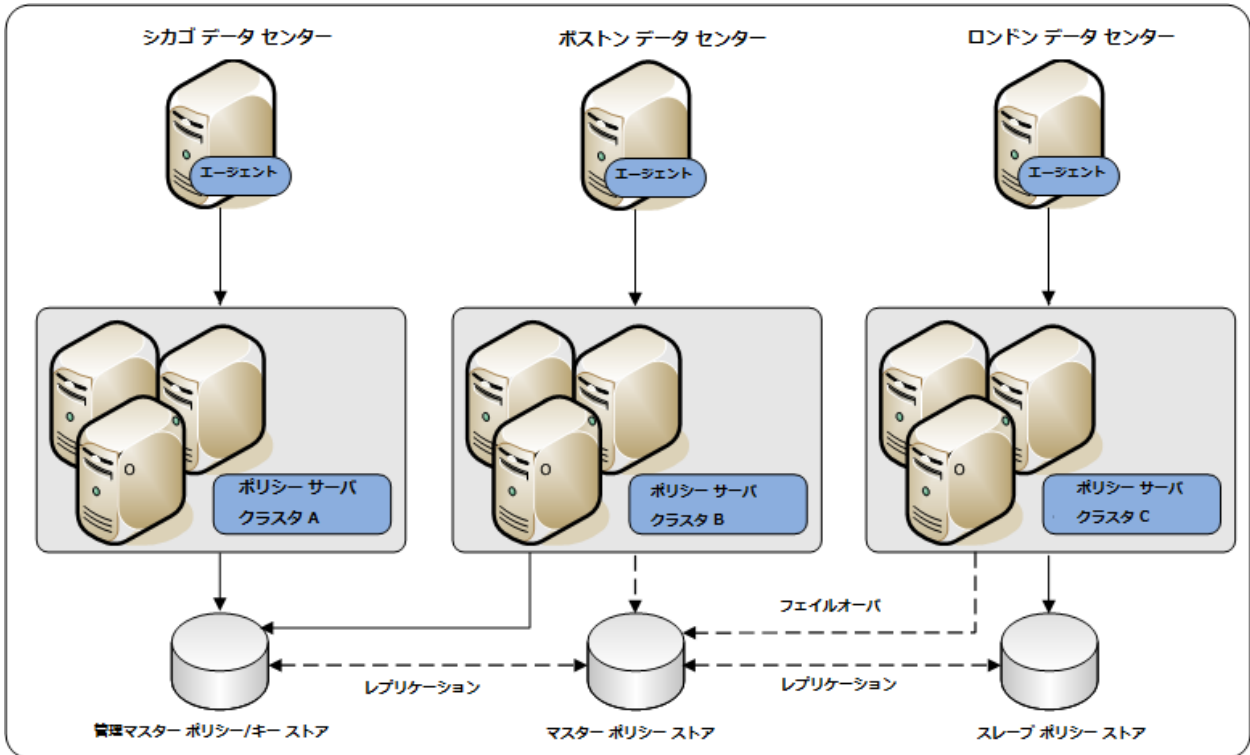 シカゴ データ センター
ボストン データ センター
ロンドン データ センター
エージェント
エージェント
エージェント
ポリシー サーバ
クラスタ A
ポリシー サーバ
クラスタ B
ポリシー サーバ
クラスタ C
フェイルオーバ
レプリケーション
レプリケーション
管理マスター ポリシー/キー ストア
マスター ポリシー ストア
スレーブ ポリシー ストア